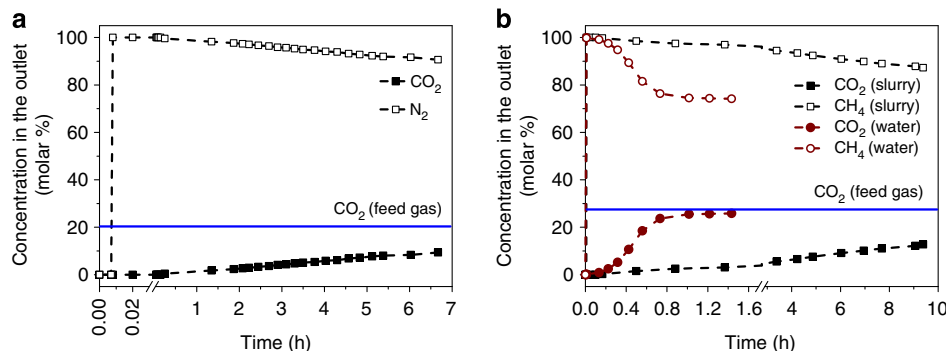 a
Concentration in the outlet
(molar %)
100
80
60
40
20
0
CO2
N2
CO2 (feed gas)
0.00
0.02
1
2
3
4
5
6
7
Time (h)
b
Concentration in the outlet
(molar %)
100
80
60
40
20
0
CO2 (slurry)
CH4 (slurry)
CO2 (water)
CH4 (water)
CO2 (feed gas)
0.0
0.4
0.8
1.2
1.6
4
6
8
10
Time (h)